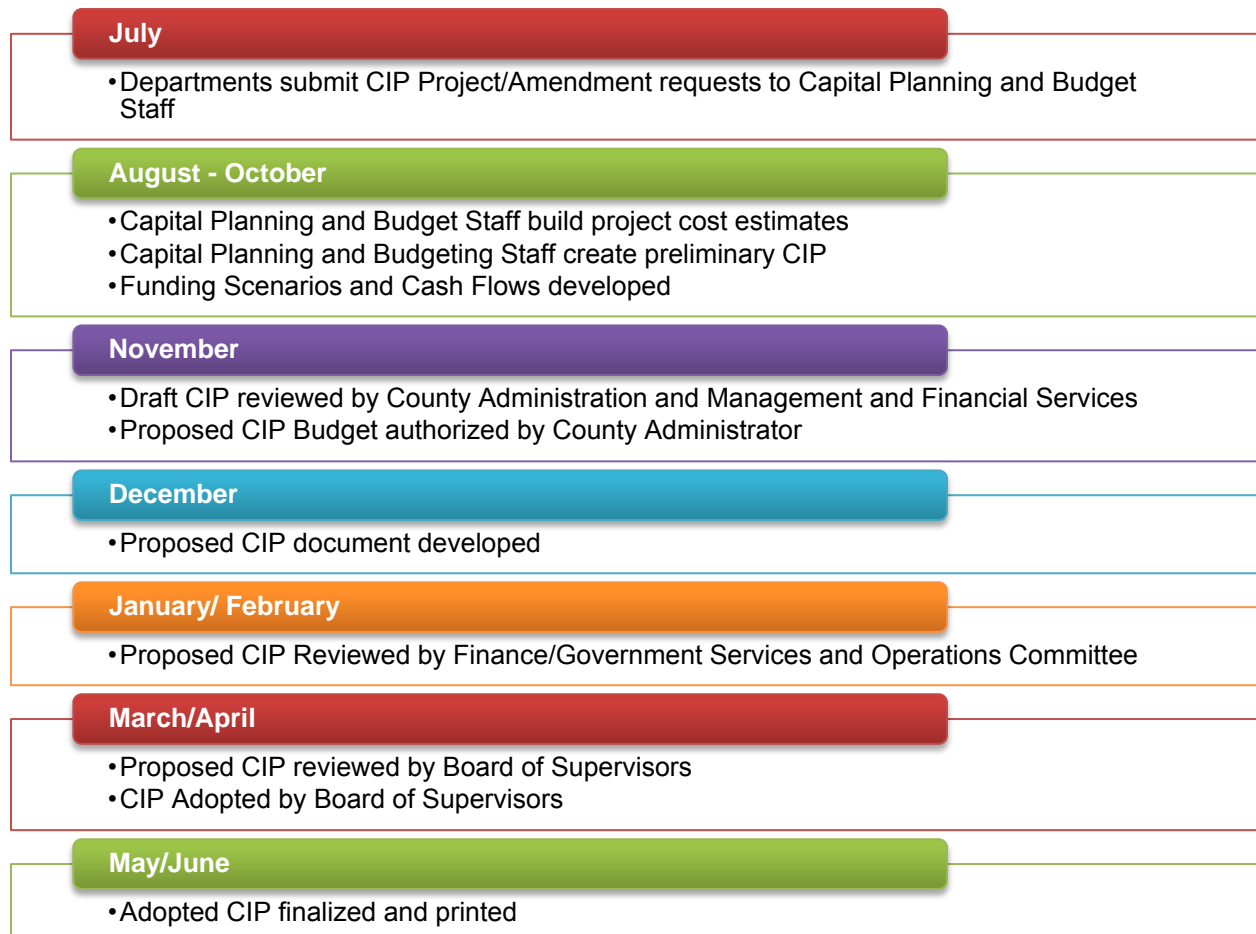 July
•Departments submit CIP Project/Amendment requests to Capital Planning and Budget
Staff
August - October
•Capital Planning and Budget Staff build project cost estimates
•Capital Planning and Budgeting Staff create preliminary CIP
•Funding Scenarios and Cash Flows developed
November
•Draft CIP reviewed by County Administration and Management and Financial Services
•Proposed CIP Budget authorized by County Administrator
December
•Proposed CIP document developed
January/ February
•Proposed CIP Reviewed by Finance/Government Services and Operations Committee
March/April
•Proposed CIP reviewed by Board of Supervisors
•CIP Adopted by Board of Supervisors
May/June
•Adopted CIP finalized and printed